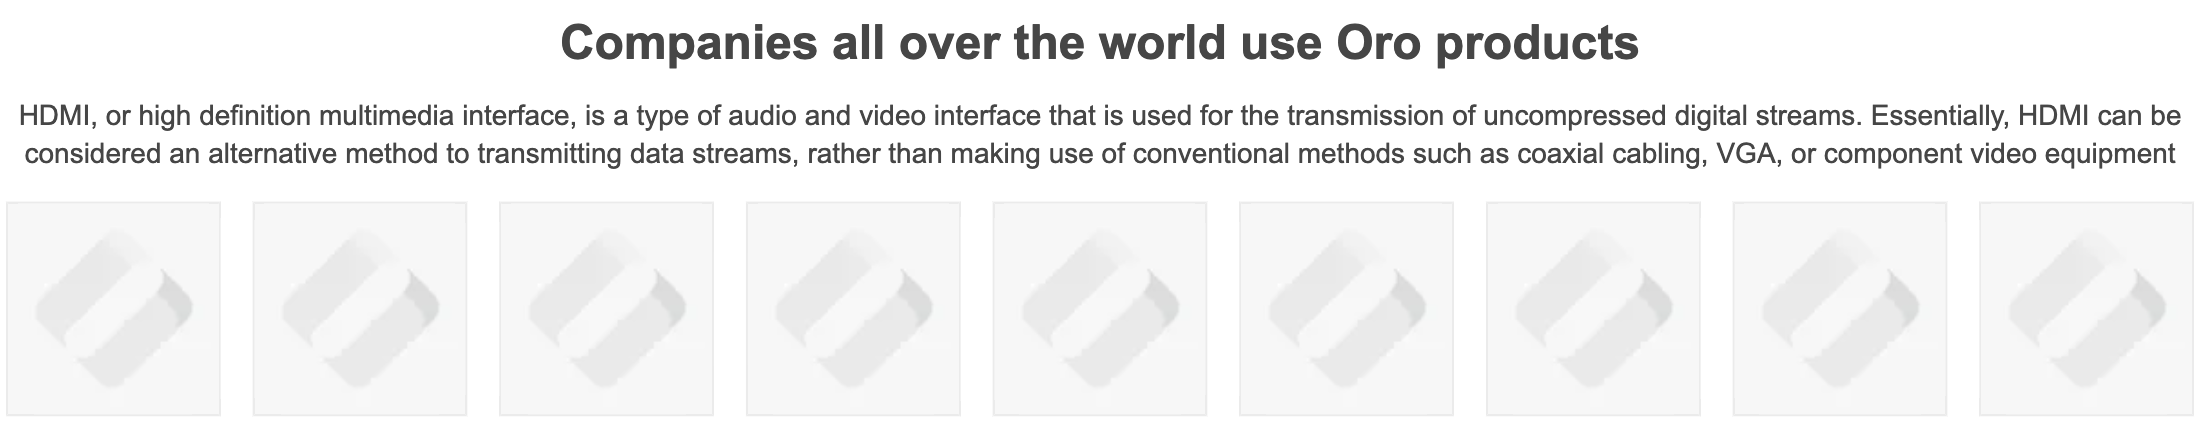 Companies all over the world use Oro products
HDMI, or high definition multimedia interface, is a type of audio and video interface that is used for the transmission of uncompressed digital streams. Essentially, HDMI can be
considered an alternative method to transmitting data streams, rather than making use of conventional methods such as coaxial cabling, VGA, or component video equipment